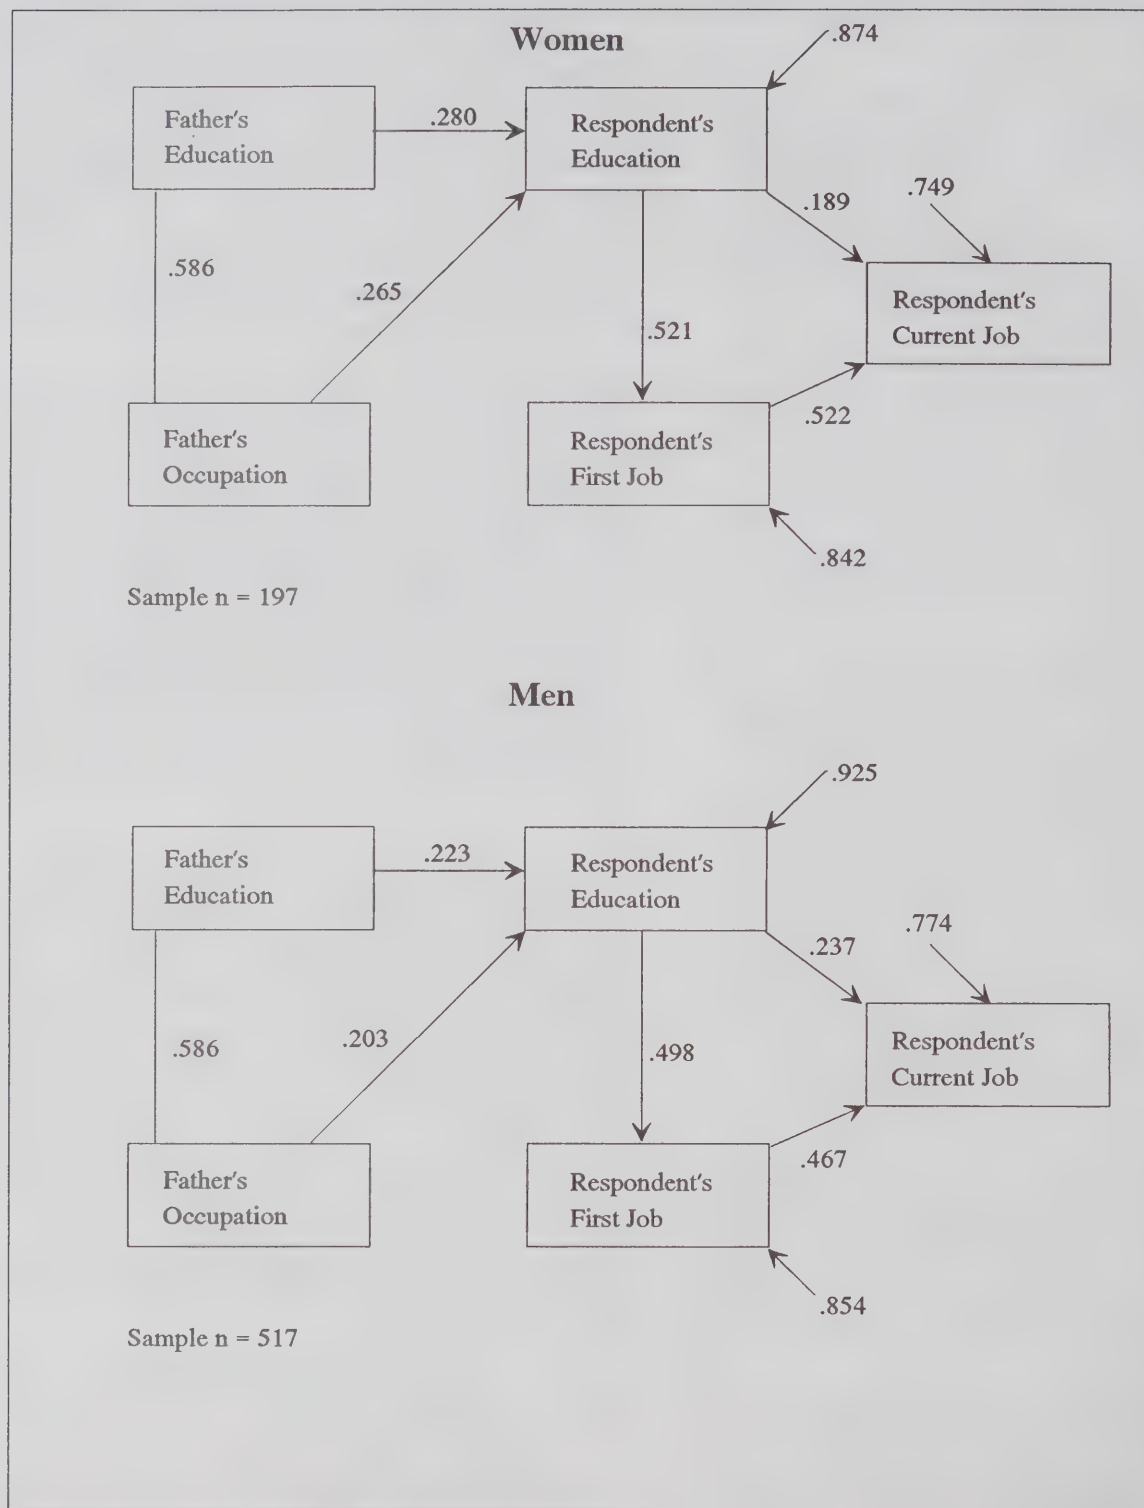 Women
.874
Father's
Education
.280
Respondent's
Education
.189
.749
.586
.265
Respondent's
Current Job
.521
.522
Father's
Occupation
Respondent's
First Job
.842
Sample n = 197
Men
.925
Father's
Education
.223
Respondent's
Education
.237
.774
.586
.203
.498
Respondent's
Current Job
.467
Father's
Occupation
Respondent's
First Job
.854
Sample n = 517